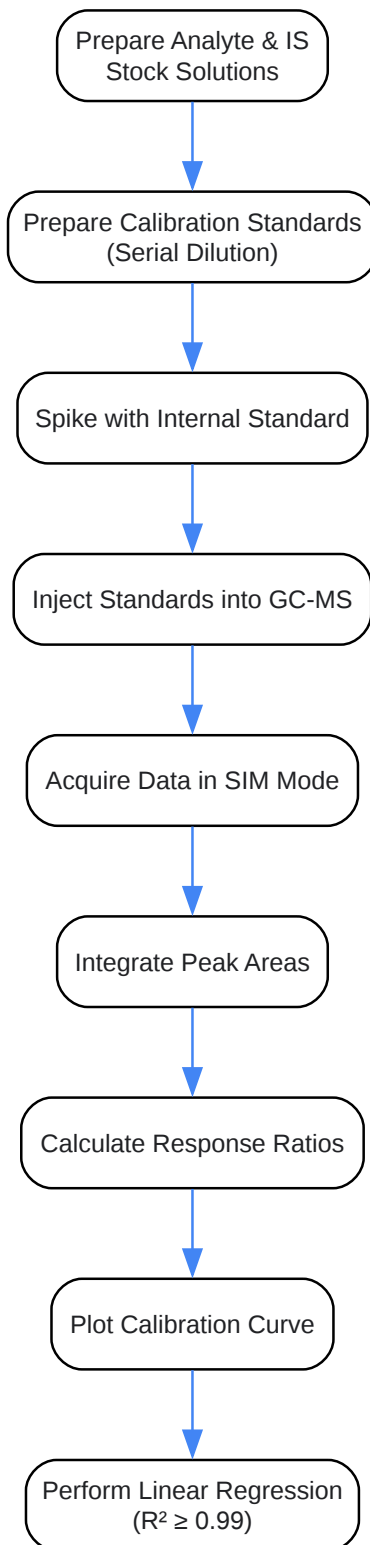 Prepare Analyte & IS
Stock Solutions
Prepare Calibration Standards
(Serial Dilution)
Spike with Internal Standard
Inject Standards into GC-MS
Acquire Data in SIM Mode
Integrate Peak Areas
Calculate Response Ratios
Plot Calibration Curve
Perform Linear Regression
(R² ≥ 0.99)